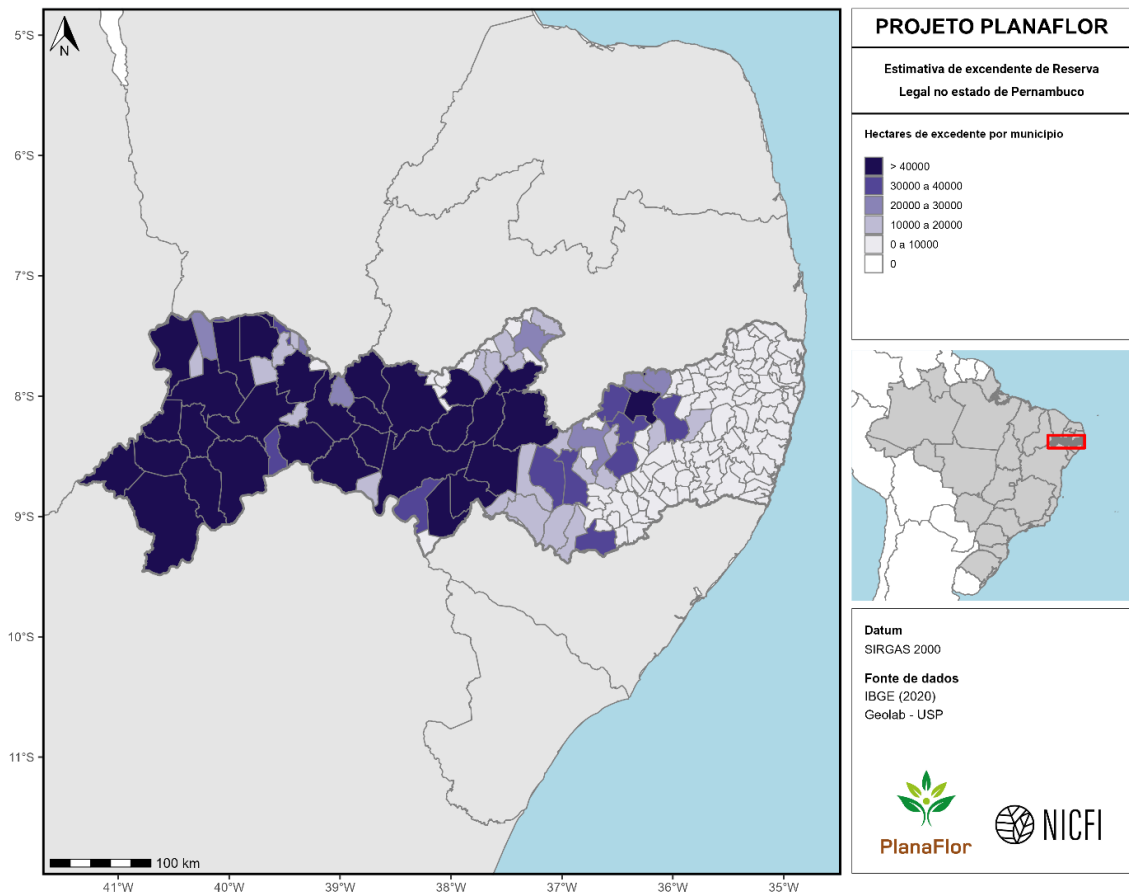 PROJETO PLANAFLOR
Estimativa de excendente de Reserva
Legal no estado de Pernambuco
Hectares de excedente por municipio
> 40000
30000 a 40000
20000 a 30000
10000 a 20000
0 a 10000
0
N
5°S
6°S
7°S
8°S
9°S
10°S
11°S
100 km
41°W
40°W
39°W
38°W
37°W
36°W
35°W
Datum
SIRGAS 2000
Fonte de dados
IBGE (2020)
Geolab - USP
PlanaFlor
NICFI